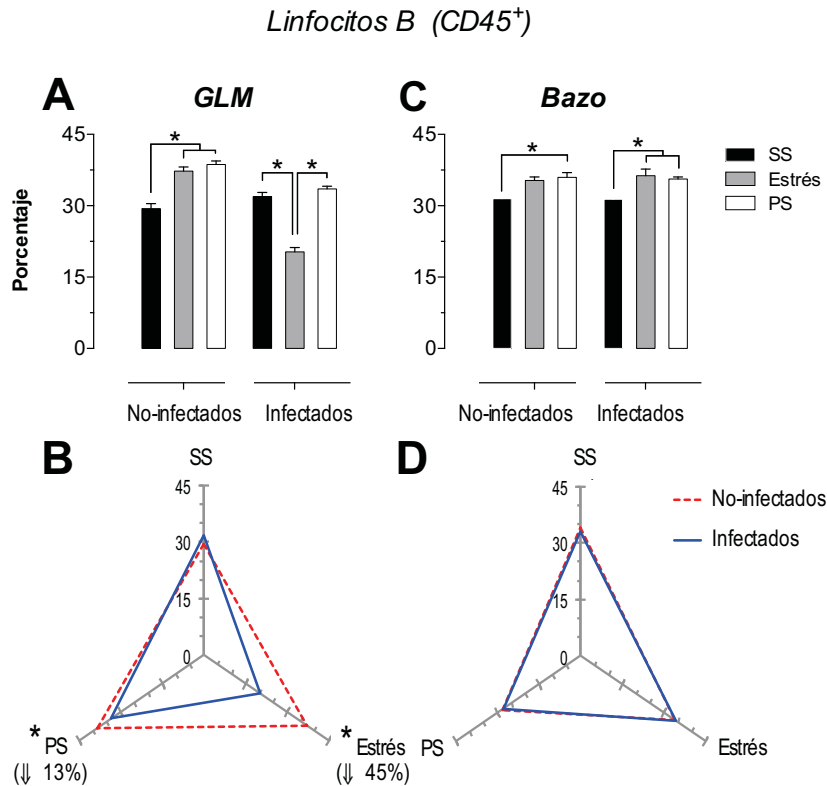 Linfocitos B (CD45+)
A
GLM
Porcentaje
45
30
15
0
*
*
*
No-infectados
Infectados
C
Bazo
45
30
15
0
*
*
No-infectados
Infectados
SS
Estrés
PS
B
SS
45
30
15
0
* PS
(⇓ 13%)
* Estrés
(⇓ 45%)
D
SS
45
30
15
0
PS
Estrés
No-infectados
Infectados